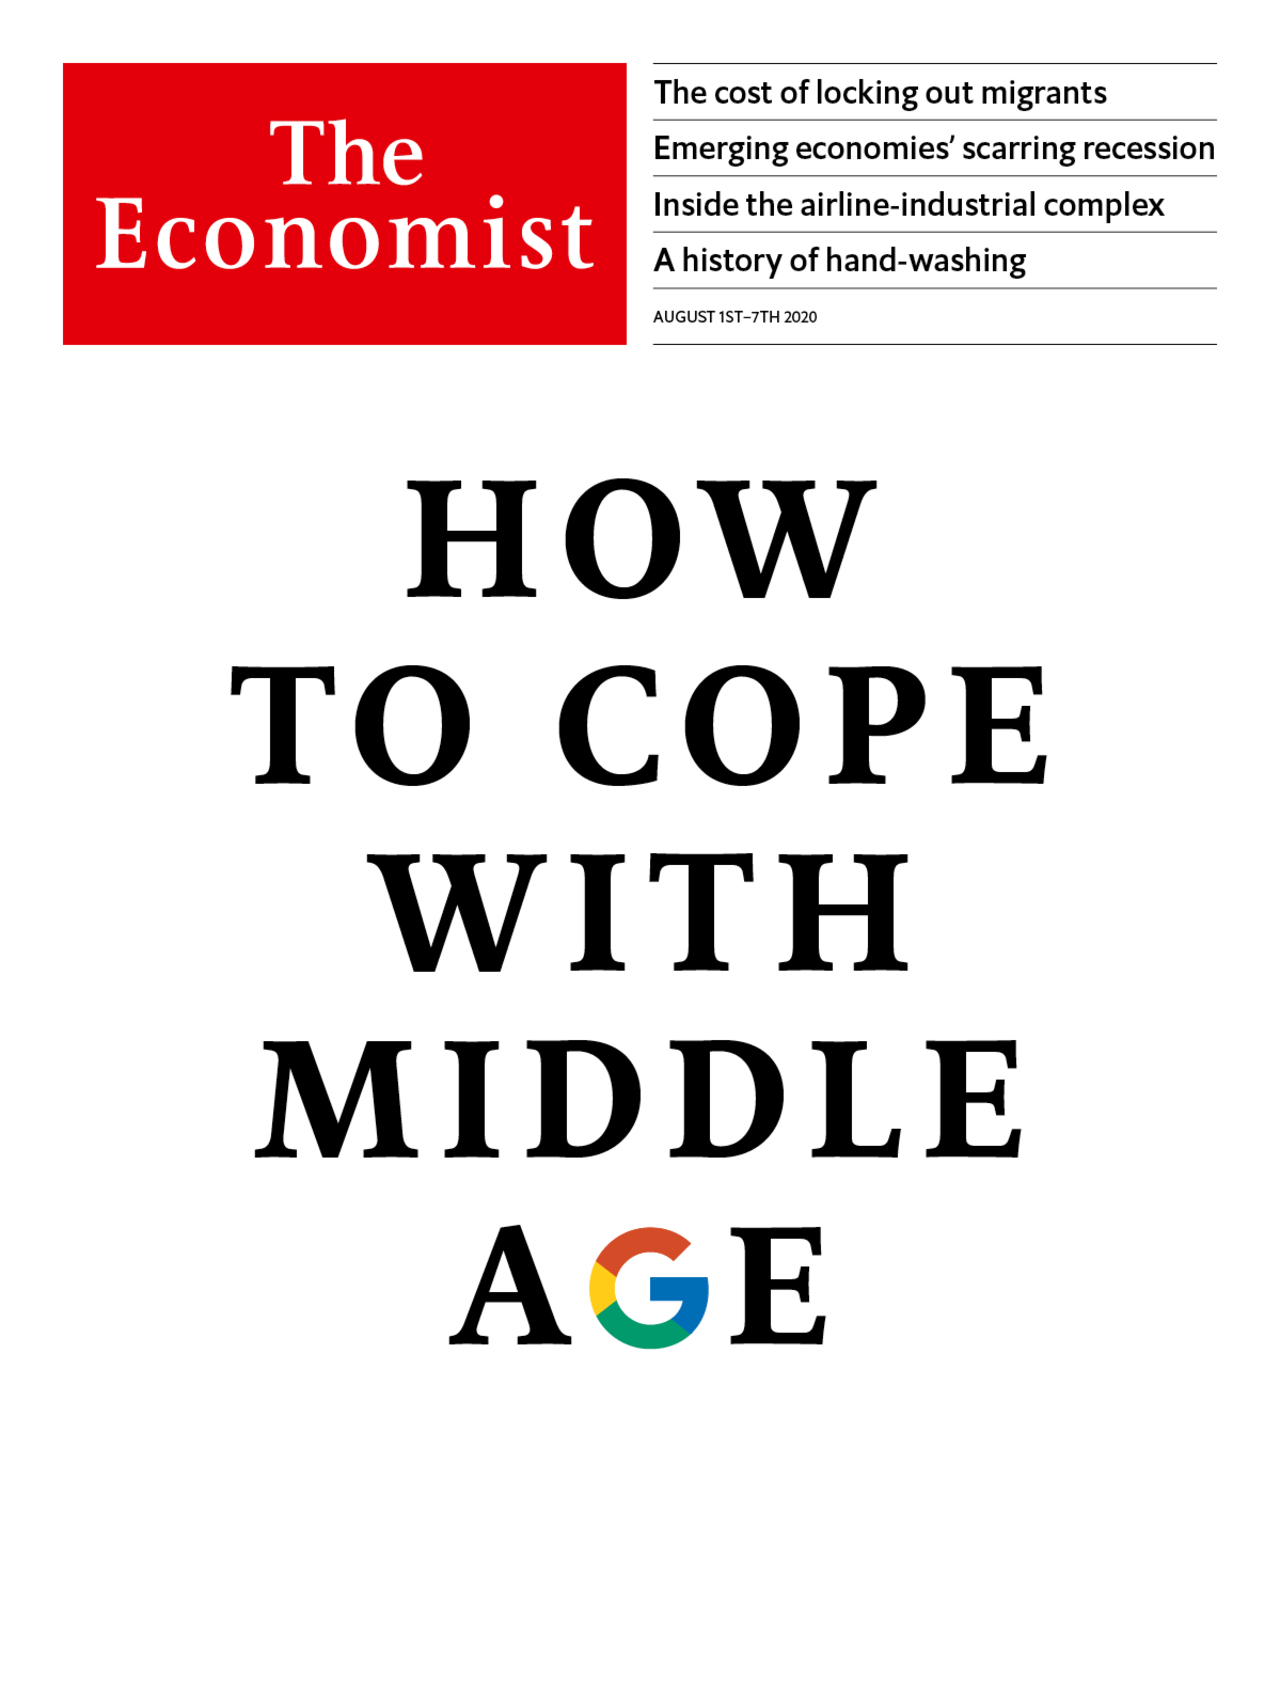 The
Economist
The cost of locking out migrants
Emerging economies’ scarring recession
Inside the airline-industrial complex
A history of hand-washing
AUGUST 1ST–7TH 2020
HOW
TO COPE
WITH
MIDDLE
AGE